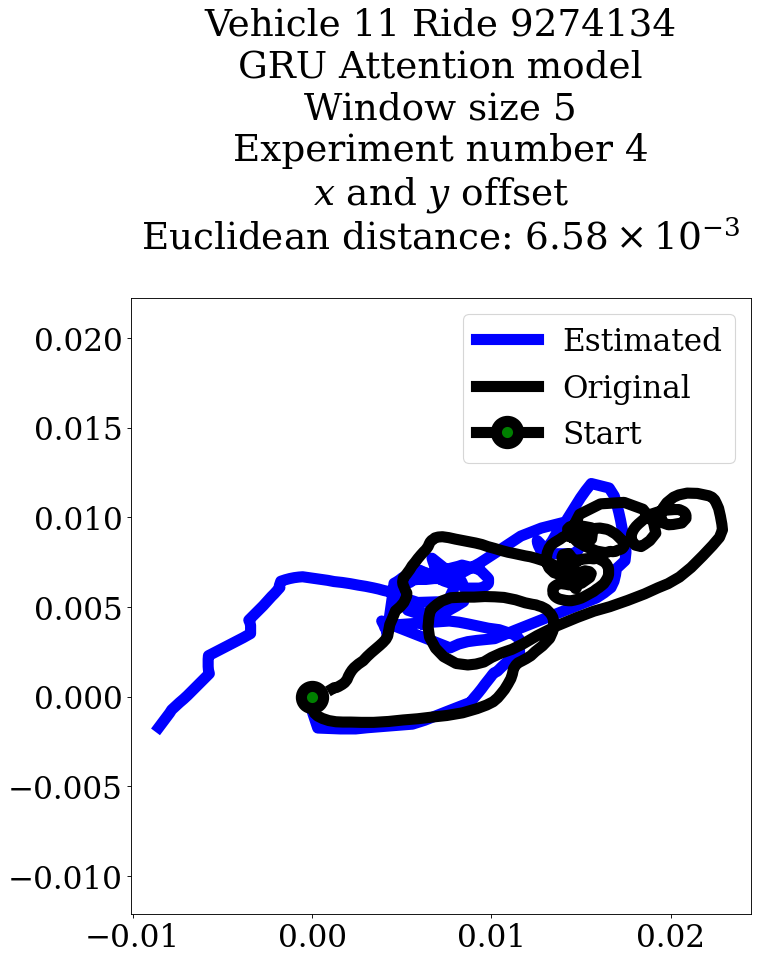 Vehicle 11 Ride 9274134
GRU Attention model
Window size 5
Experiment number 4
x and y offset
Euclidean distance: 6.58 × 10⁻³
Estimated
Original
Start
0.020
0.015
0.010
0.005
0.000
−0.005
−0.010
−0.01 0.00 0.01 0.02